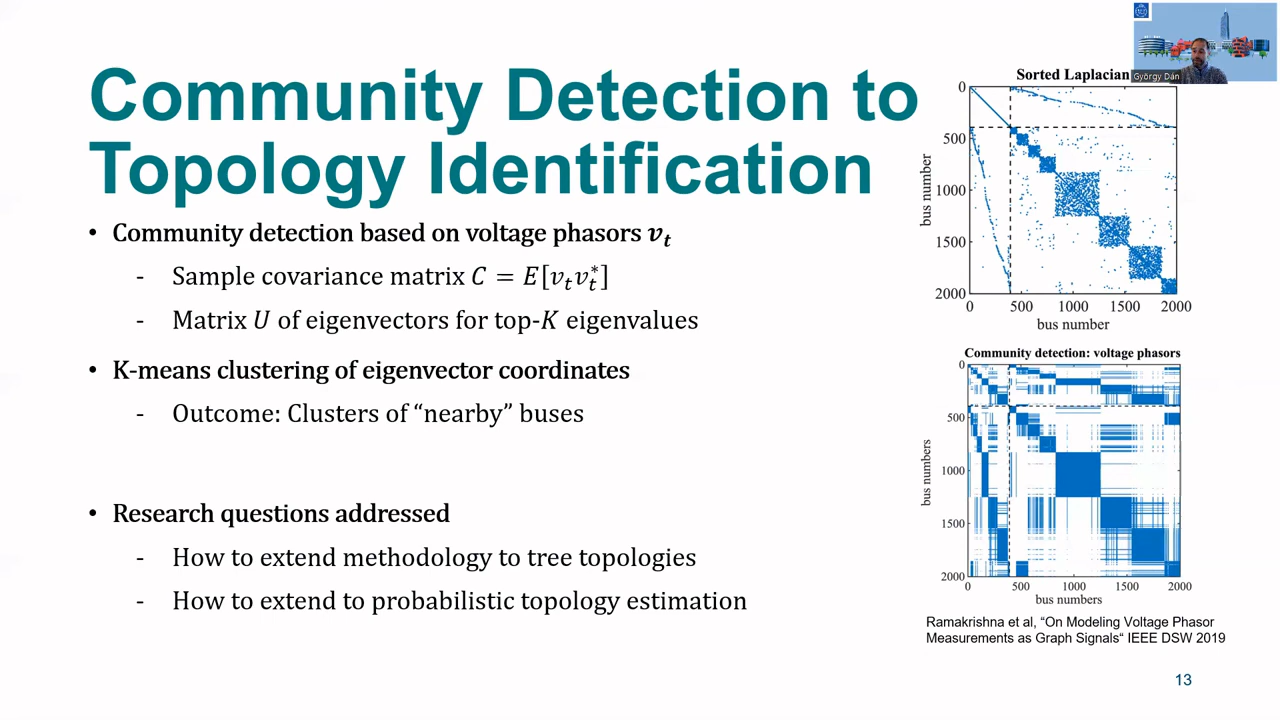 Community Detection to
Topology Identification
• Community detection based on voltage phasors 𝒗𝒕
- Sample covariance matrix 𝐶 = 𝐸[𝑣𝑡𝑣𝑡*]
- Matrix 𝑈 of eigenvectors for top-𝐾 eigenvalues
• K-means clustering of eigenvector coordinates
- Outcome: Clusters of “nearby” buses
• Research questions addressed
- How to extend methodology to tree topologies
- How to extend to probabilistic topology estimation
György Dán
Sorted Laplacian
0
500
1000
1500
2000
bus number
0 500 1000 1500 2000
bus number
Community detection: voltage phasors
0
500
1000
1500
2000
bus numbers
0 500 1000 1500 2000
bus numbers
Ramakrishna et al, “On Modeling Voltage Phasor
Measurements as Graph Signals“ IEEE DSW 2019
13